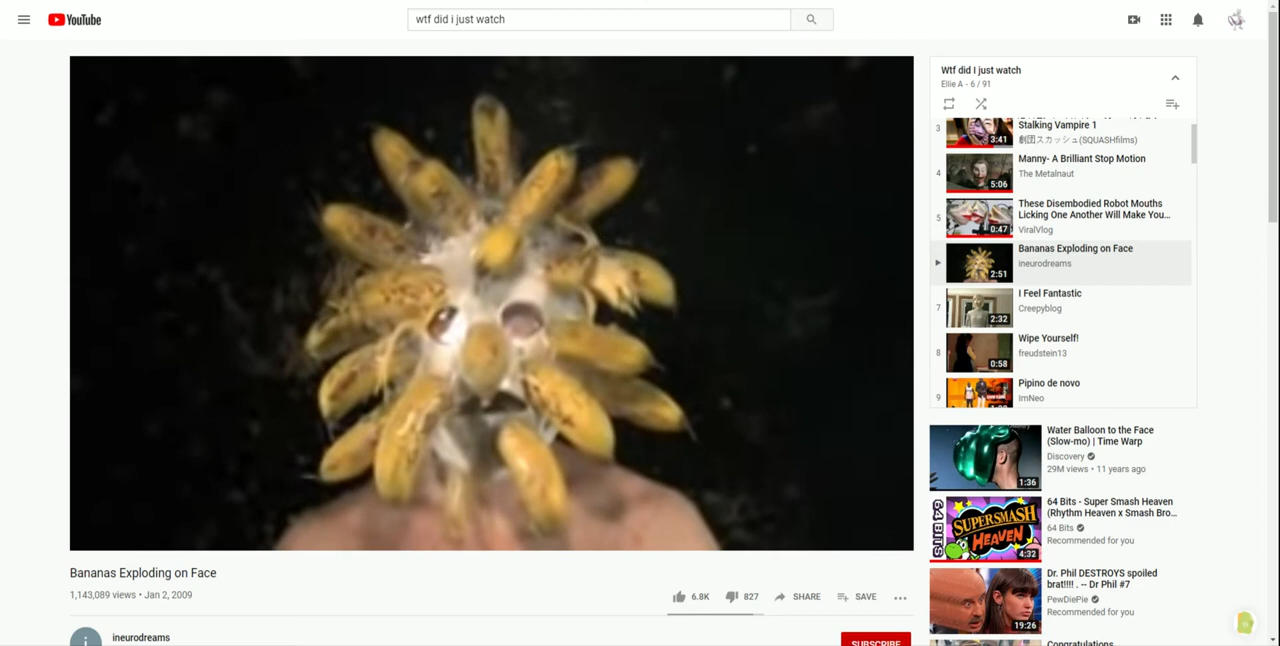 YouTube
wtf did i just watch
Bananas Exploding on Face
1,143,089 views • Jan 2, 2009
6.8K
827
SHARE
SAVE
ineurodreams
SUBSCRIBE
Wtf did I just watch
Ellie A - 6 / 91
3
3:41
Stalking Vampire 1
劇団スカッシュ(SQUASHfilms)
4
5:06
Manny- A Brilliant Stop Motion
The Metalnaut
5
0:47
These Disembodied Robot Mouths
Licking One Another Will Make You...
ViralVlog
2:51
Bananas Exploding on Face
ineurodreams
7
2:32
I Feel Fantastic
Creepyblog
8
0:58
Wipe Yourself!
freudstein13
9
Pipino de novo
ImNeo
1:36
Water Balloon to the Face
(Slow-mo) | Time Warp
Discovery
29M views • 11 years ago
64 BITS
SUPER SMASH
HEAVEN
4:32
64 Bits - Super Smash Heaven
(Rhythm Heaven x Smash Bro...
64 Bits
Recommended for you
19:26
Dr. Phil DESTROYS spoiled
brat!!!! . -- Dr Phil #7
PewDiePie
Recommended for you
Congratulations